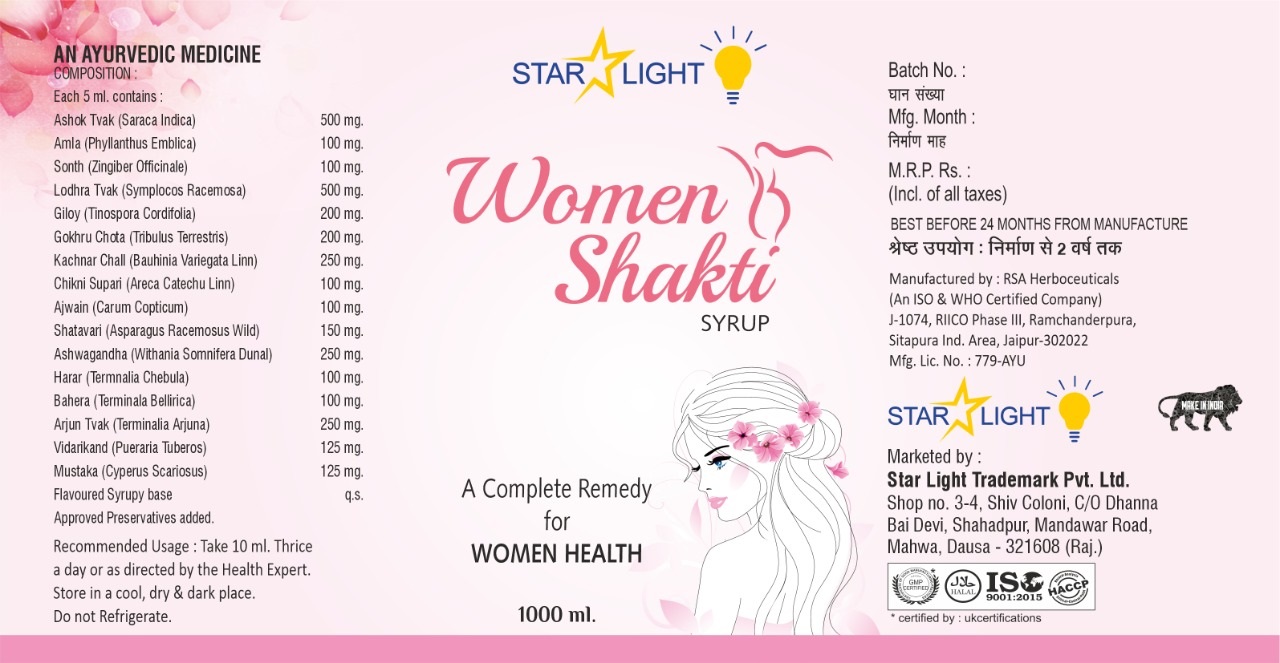 AN AYURVEDIC MEDICINE
COMPOSITION :
Each 5 ml. contains :
Ashok Tvak (Saraca Indica) 500 mg.
Amla (Phyllanthus Emblica) 100 mg.
Sonth (Zingiber Officinale) 100 mg.
Lodhra Tvak (Symplocos Racemosa) 500 mg.
Giloy (Tinospora Cordifolia) 200 mg.
Gokhru Chota (Tribulus Terrestris) 200 mg.
Kachnar Chall (Bauhinia Variegata Linn) 250 mg.
Chikni Supari (Areca Catechu Linn) 100 mg.
Ajwain (Carum Copticum) 100 mg.
Shatavari (Asparagus Racemosus Wild) 150 mg.
Ashwagandha (Withania Somnifera Dunal) 250 mg.
Harar (Termnalia Chebula) 100 mg.
Bahera (Terminala Bellirica) 100 mg.
Arjun Tvak (Terminalia Arjuna) 250 mg.
Vidarikand (Pueraria Tuberos) 125 mg.
Mustaka (Cyperus Scariosus) 125 mg.
Flavoured Syrupy base q.s.
Approved Preservatives added.
Recommended Usage : Take 10 ml. Thrice
a day or as directed by the Health Expert.
Store in a cool, dry & dark place.
Do not Refrigerate.
STAR LIGHT
Women
Shakti
SYRUP
A Complete Remedy
for
WOMEN HEALTH
1000 ml.
Batch No. :
घान संख्या
Mfg. Month :
निर्माण माह
M.R.P. Rs. :
(Incl. of all taxes)
BEST BEFORE 24 MONTHS FROM MANUFACTURE
श्रेष्ठ उपयोग : निर्माण से 2 वर्ष तक
Manufactured by : RSA Herboceuticals
(An ISO & WHO Certified Company)
J-1074, RIICO Phase III, Ramchanderpura,
Sitapura Ind. Area, Jaipur-302022
Mfg. Lic. No. : 779-AYU
STAR LIGHT
MAKE IN INDIA
Marketed by :
Star Light Trademark Pvt. Ltd.
Shop no. 3-4, Shiv Coloni, C/O Dhanna
Bai Devi, Shahadpur, Mandawar Road,
Mahwa, Dausa - 321608 (Raj.)
GMP
CERTIFIED
*
حلال
HALAL
ISO
9001:2015
HACCP
* certified by : ukcertifications